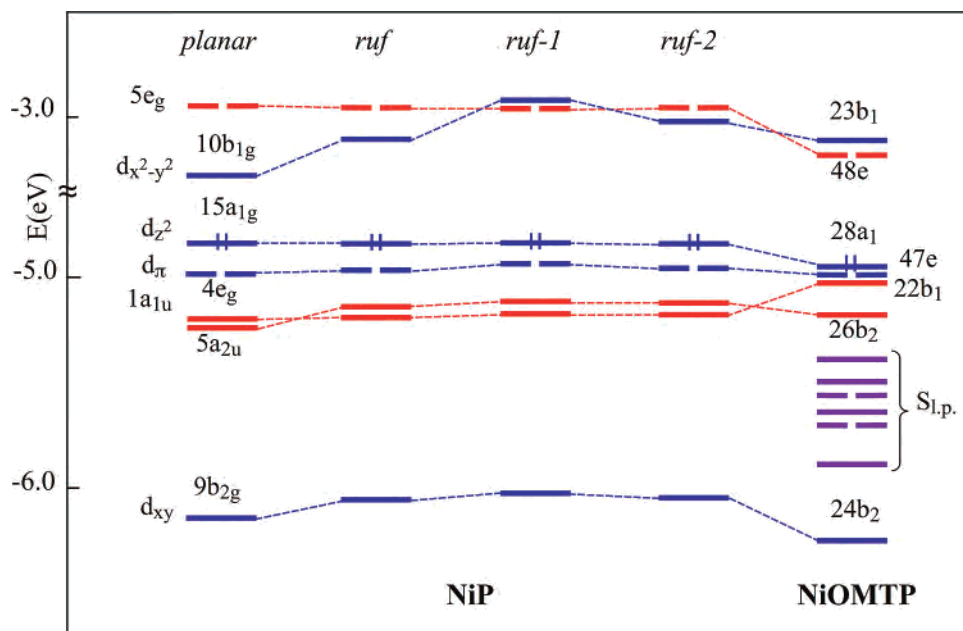 planar ruf ruf-1 ruf-2
5eg
-3.0
23b1
10b1g
dx²-y²
48e
E(eV)
≈
15a1g
28a1
dz²
47e
dπ
-5.0
4eg
22b1
1a1u
26b2
5a2u
Sl.p.
-6.0
9b2g
dxy
24b2
NiP NiOMTP